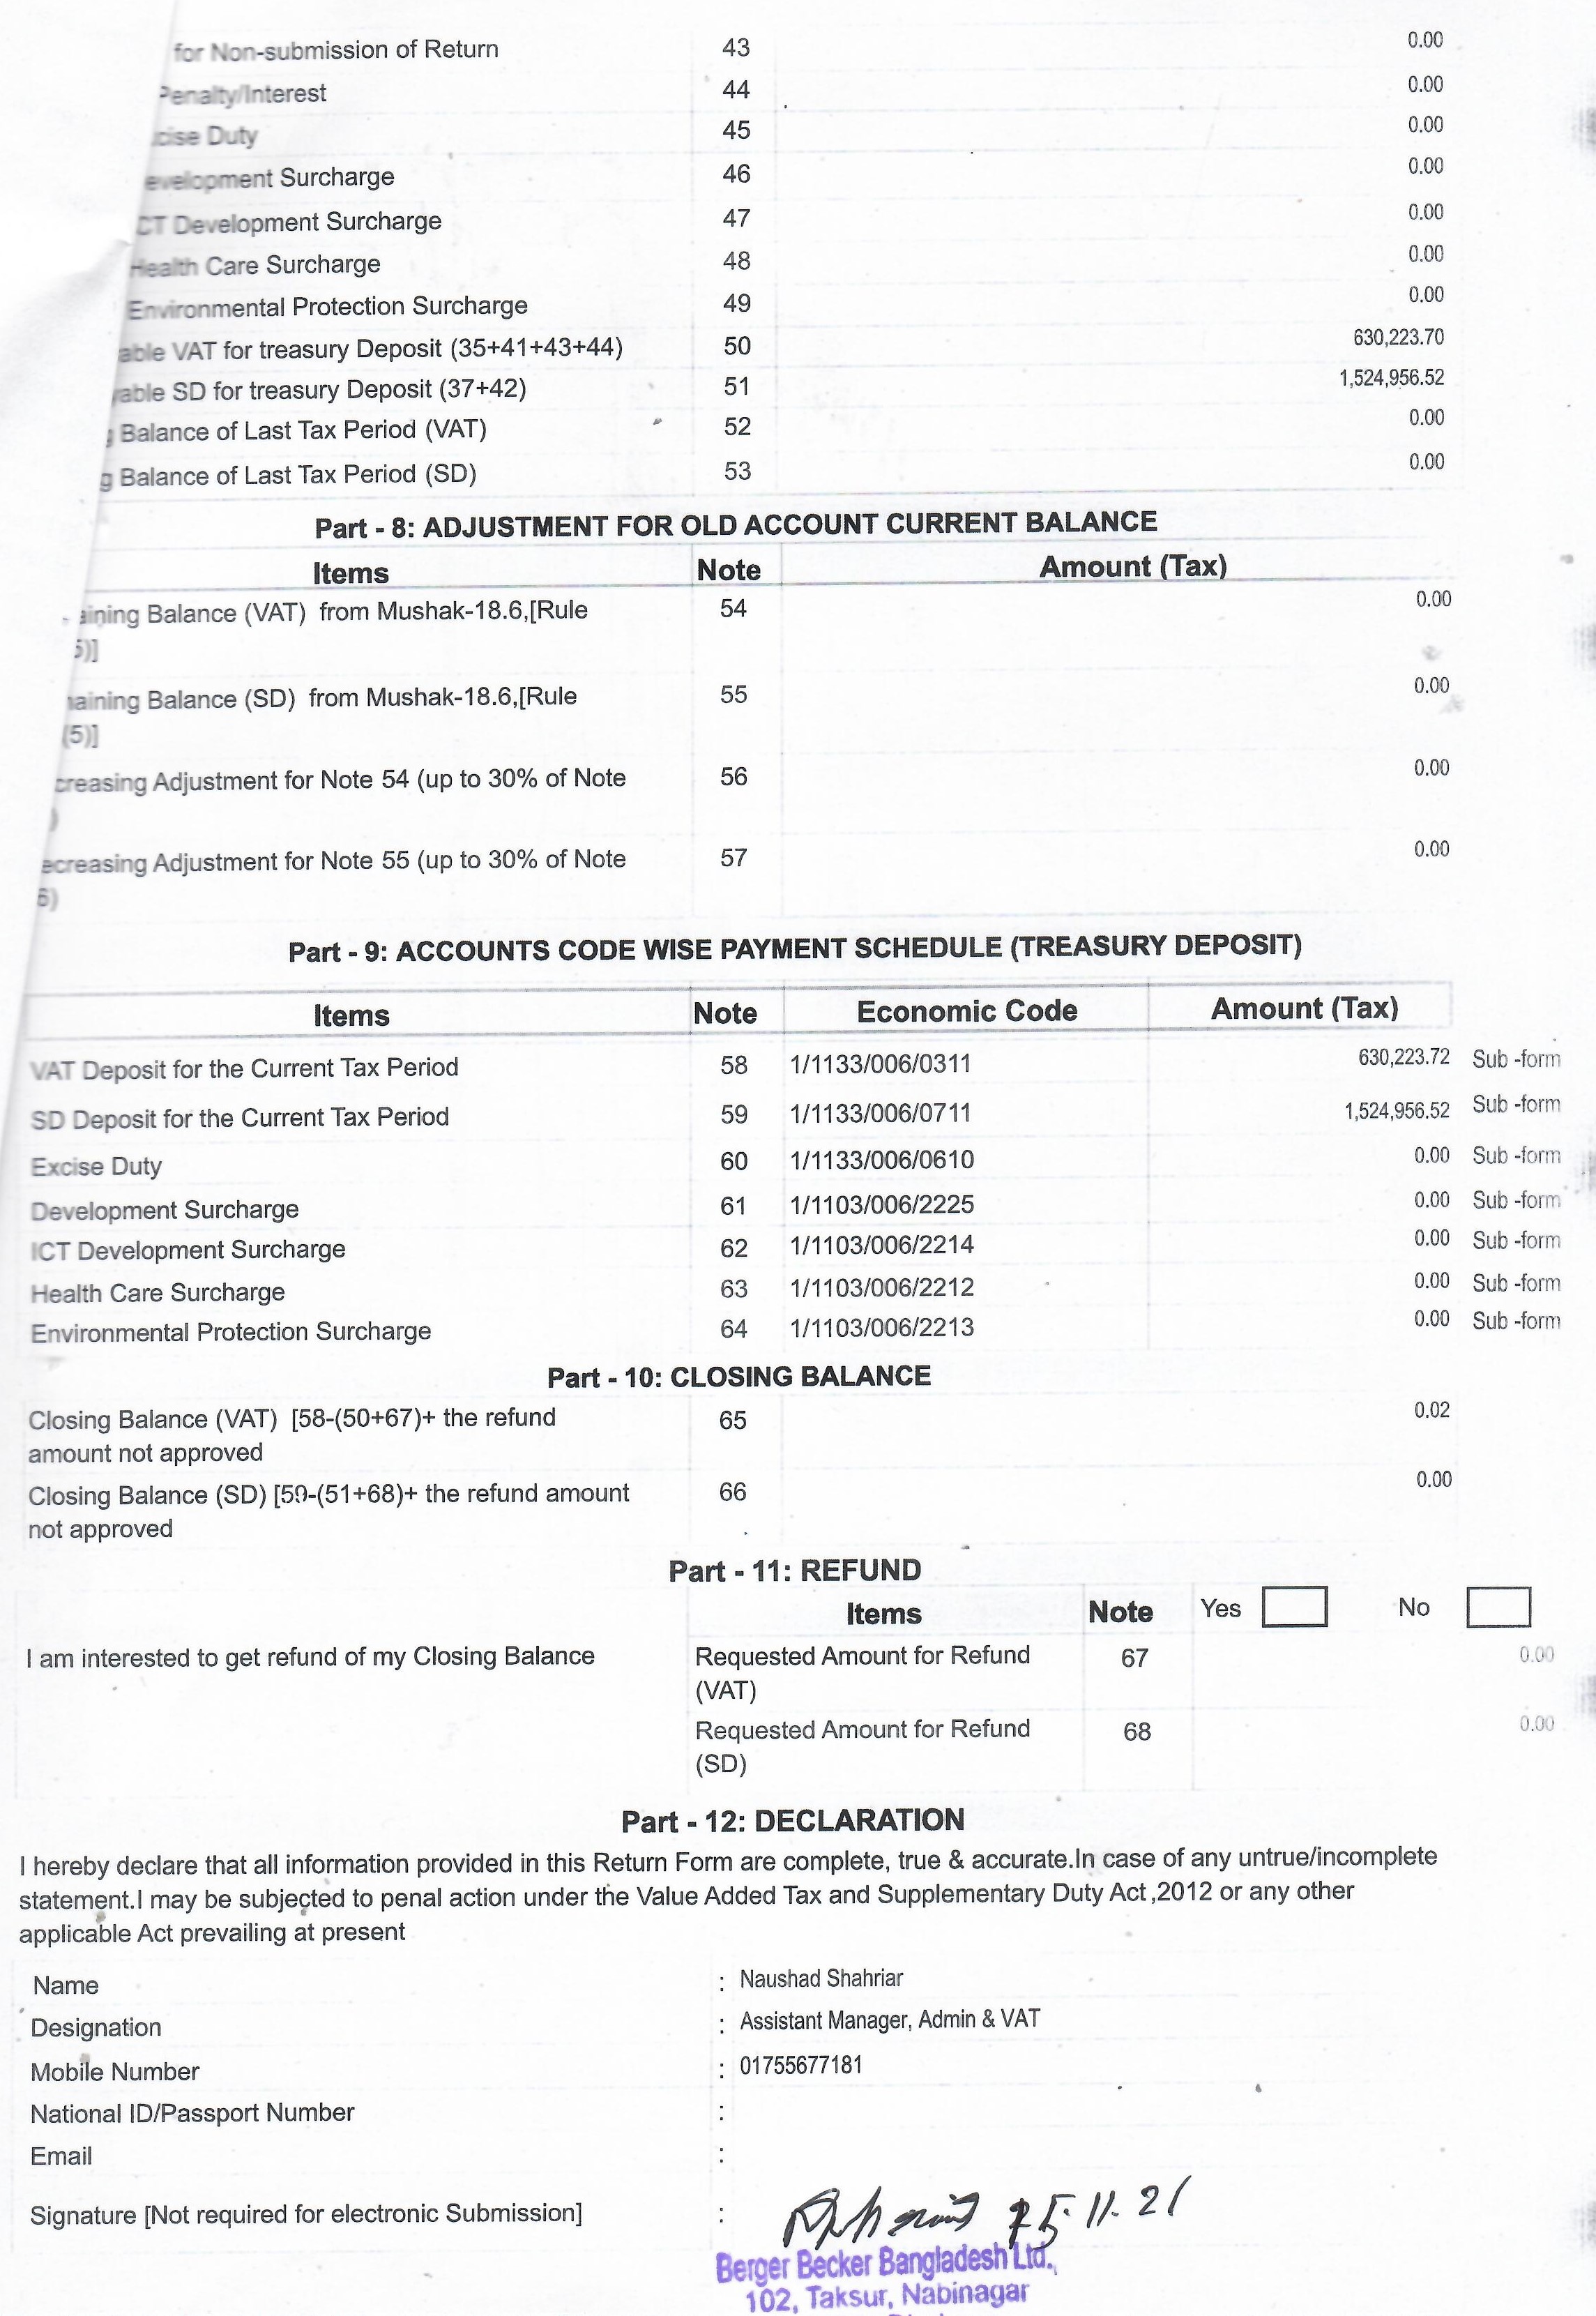 for Non-submission of Return 43 0.00
Penalty/Interest 44 0.00
cise Duty 45 0.00
evelopment Surcharge 46 0.00
CT Development Surcharge 47 0.00
Health Care Surcharge 48 0.00
Environmental Protection Surcharge 49 0.00
able VAT for treasury Deposit (35+41+43+44) 50 630,223.70
yable SD for treasury Deposit (37+42) 51 1,524,956.52
g Balance of Last Tax Period (VAT) 52 0.00
g Balance of Last Tax Period (SD) 53 0.00
Part - 8: ADJUSTMENT FOR OLD ACCOUNT CURRENT BALANCE
Items Note Amount (Tax)
aining Balance (VAT) from Mushak-18.6,[Rule 54 0.00
5)]
naining Balance (SD) from Mushak-18.6,[Rule 55 0.00
(5)]
creasing Adjustment for Note 54 (up to 30% of Note 56 0.00
)
ecreasing Adjustment for Note 55 (up to 30% of Note 57 0.00
6)
Part - 9: ACCOUNTS CODE WISE PAYMENT SCHEDULE (TREASURY DEPOSIT)
Items Note Economic Code Amount (Tax)
VAT Deposit for the Current Tax Period 58 1/1133/006/0311 630,223.72 Sub -form
SD Deposit for the Current Tax Period 59 1/1133/006/0711 1,524,956.52 Sub -form
Excise Duty 60 1/1133/006/0610 0.00 Sub -form
Development Surcharge 61 1/1103/006/2225 0.00 Sub -form
ICT Development Surcharge 62 1/1103/006/2214 0.00 Sub -form
Health Care Surcharge 63 1/1103/006/2212 0.00 Sub -form
Environmental Protection Surcharge 64 1/1103/006/2213 0.00 Sub -form
Part - 10: CLOSING BALANCE
Closing Balance (VAT) [58-(50+67)+ the refund 65 0.02
amount not approved
Closing Balance (SD) [59-(51+68)+ the refund amount 66 0.00
not approved
Part - 11: REFUND
Items Note Yes No
I am interested to get refund of my Closing Balance Requested Amount for Refund 67 0.00
(VAT)
Requested Amount for Refund 68 0.00
(SD)
Part - 12: DECLARATION
I hereby declare that all information provided in this Return Form are complete, true & accurate.In case of any untrue/incomplete
statement.I may be subjected to penal action under the Value Added Tax and Supplementary Duty Act ,2012 or any other
applicable Act prevailing at present
Name : Naushad Shahriar
Designation : Assistant Manager, Admin & VAT
Mobile Number : 01755677181
National ID/Passport Number :
Email :
Signature [Not required for electronic Submission] : 15.11.21
Berger Becker Bangladesh Ltd.
102, Taksur, Nabinagar